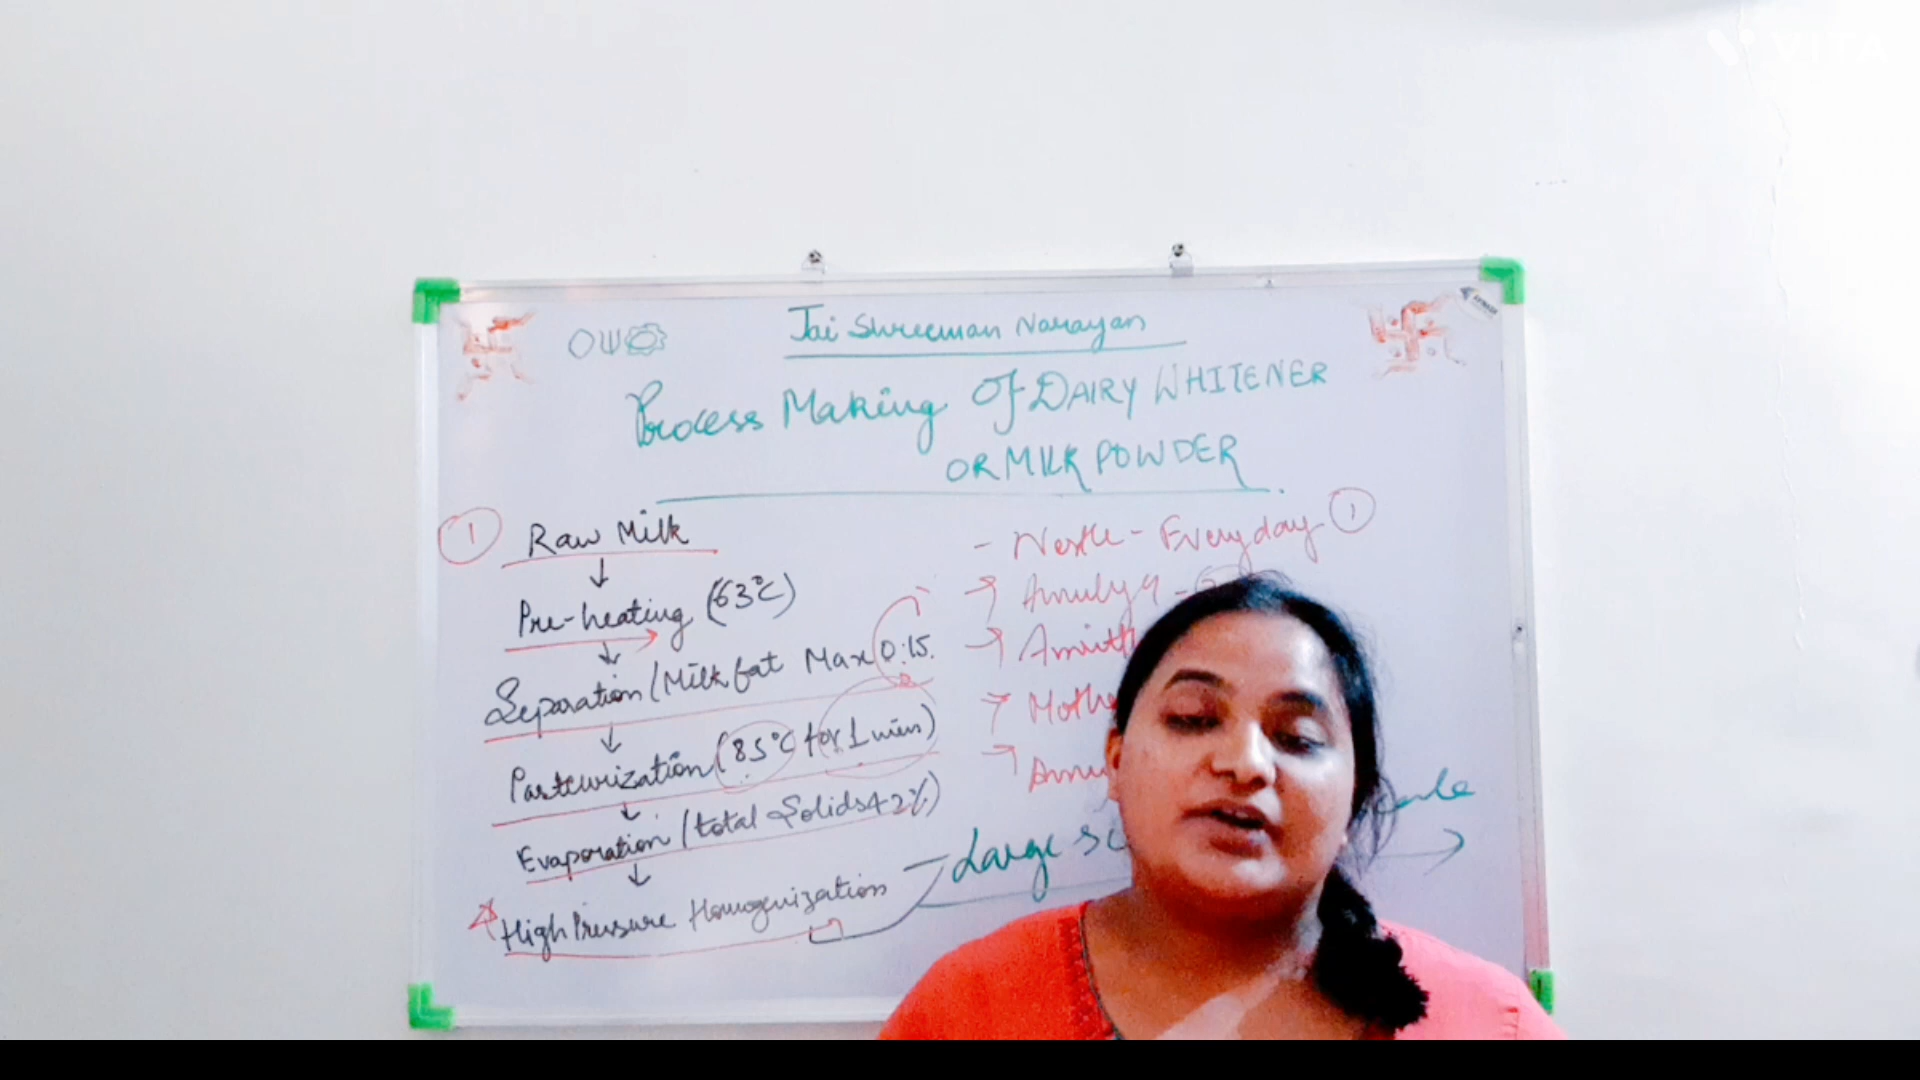 VITA
Jai Shreeman Narayan
Process Making Of DAIRY WHITENER
OR MILK POWDER
1 Raw Milk
Pre-heating (63°C)
Separation (Milk fat Max 0.15.
Pasteurization (85°C for 1 min)
Evaporation (total Solids 42%)
High Pressure Homogenization
- Nestle - Everyday 1
Large